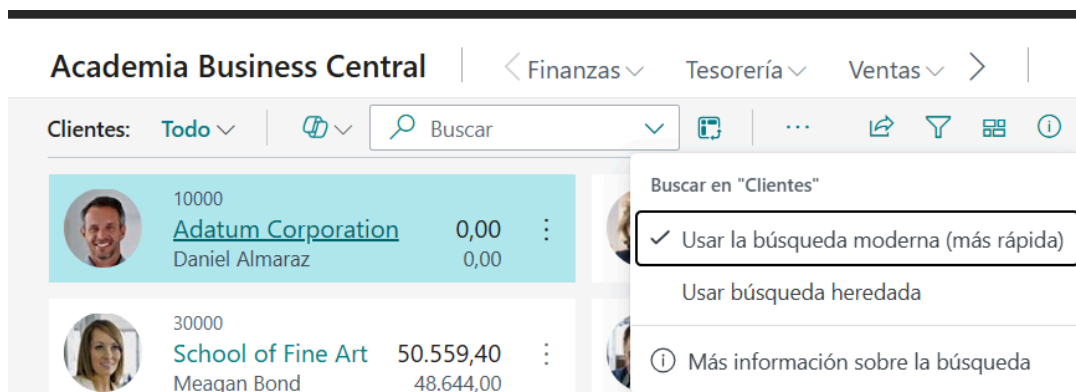 Academia Business Central Finanzas Tesorería Ventas
Clientes: Todo Buscar
Buscar en "Clientes"
10000
Adatum Corporation 0,00
Daniel Almaraz 0,00
Usar la búsqueda moderna (más rápida)
Usar búsqueda heredada
30000
School of Fine Art 50.559,40
Meagan Bond 48.644,00
Más información sobre la búsqueda